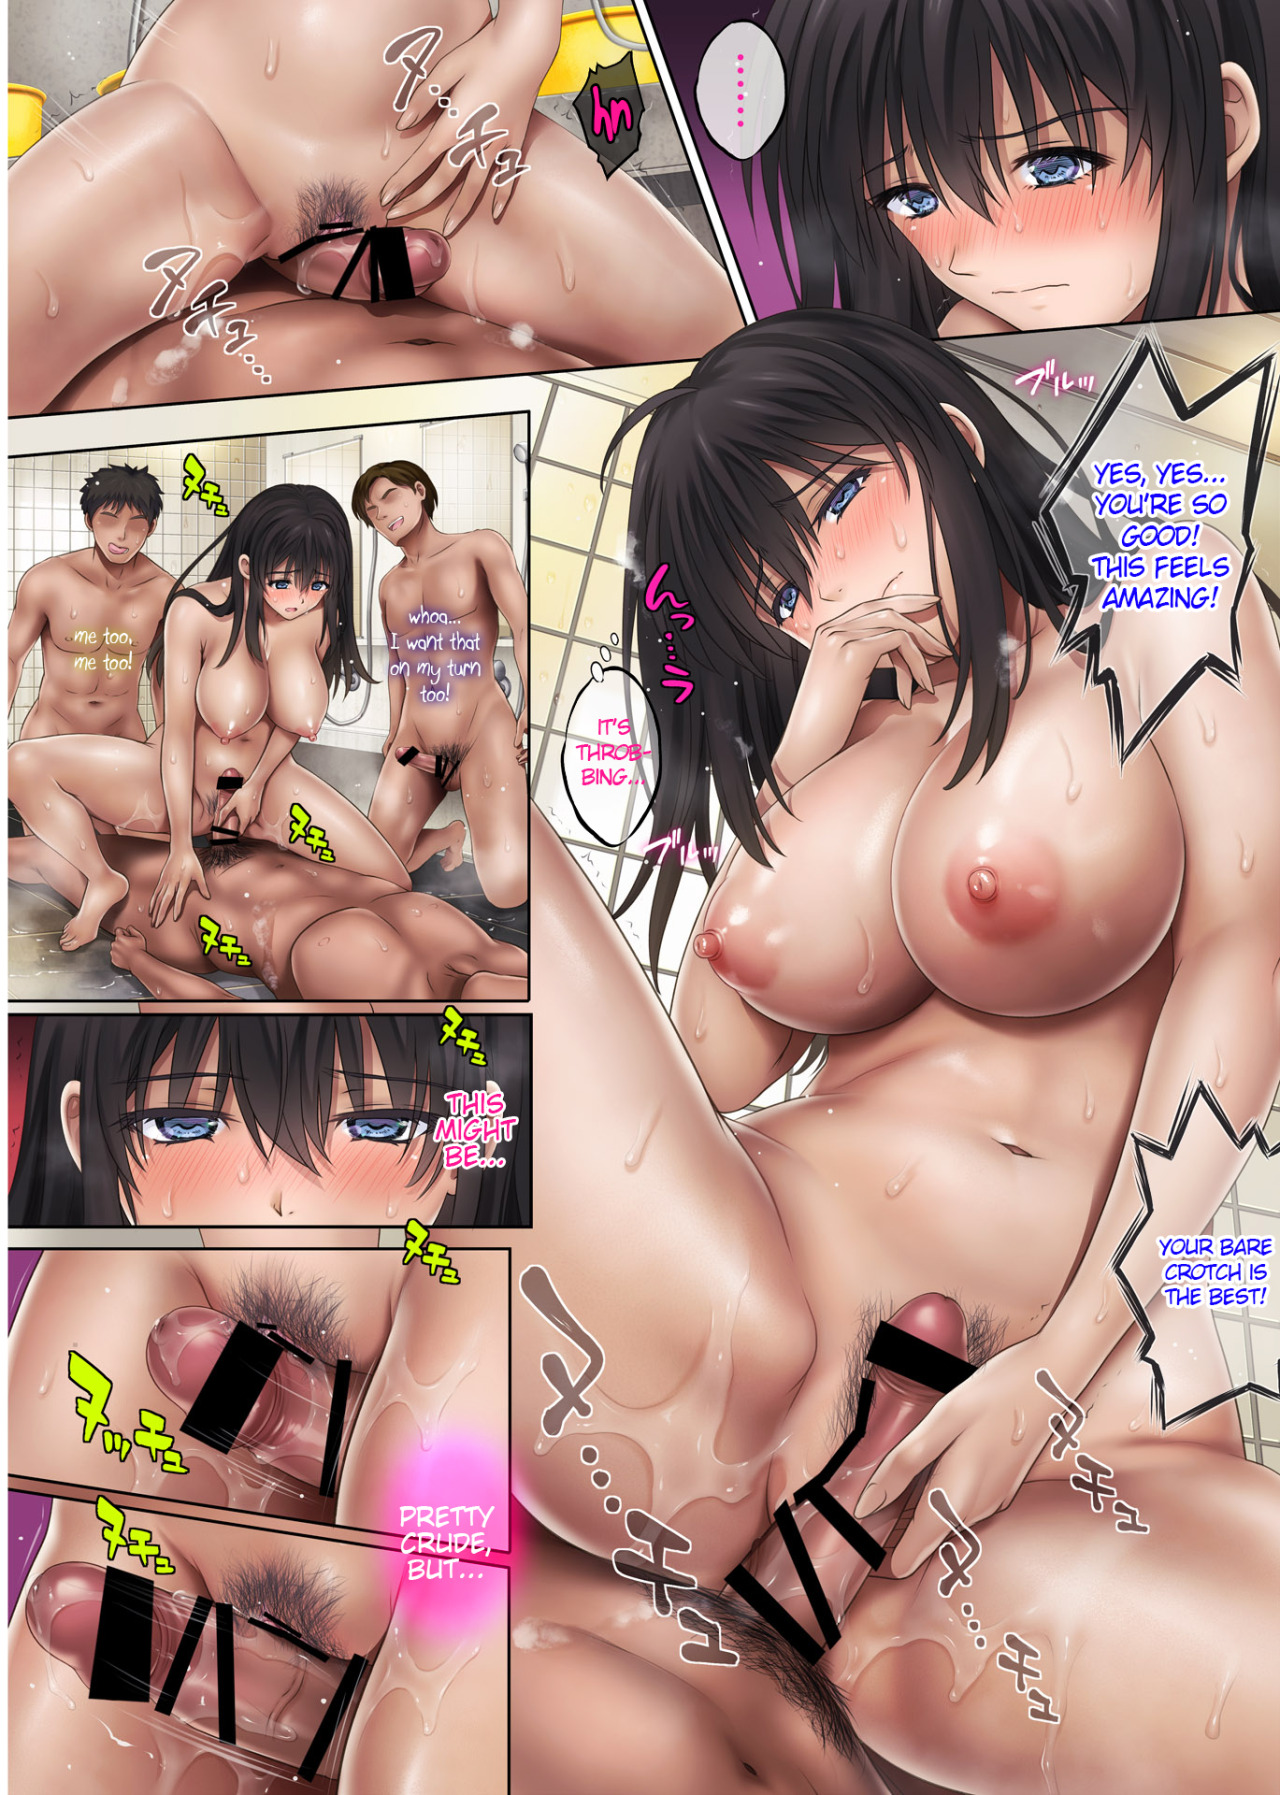 ………
ヌ…
チュ
hn
ヌ
チュ…
ブルッ
YES, YES...
YOU'RE SO
GOOD!
THIS FEELS
AMAZING!
んっ…ラ
IT'S
THROB-
BING...
ブルッ
ヌチュ
whoa...
I want that
on my turn
too!
me too,
me too!
ヌチュ
ヌチュ
YOUR BARE
CROTCH IS
THE BEST!
ヌ…チュ
ヌ…チュ
ヌ…チュ
ヌチュ
THIS
MIGHT
BE...
ヌチュ
ヌッチュ
PRETTY
CRUDE,
BUT...
ヌチュ